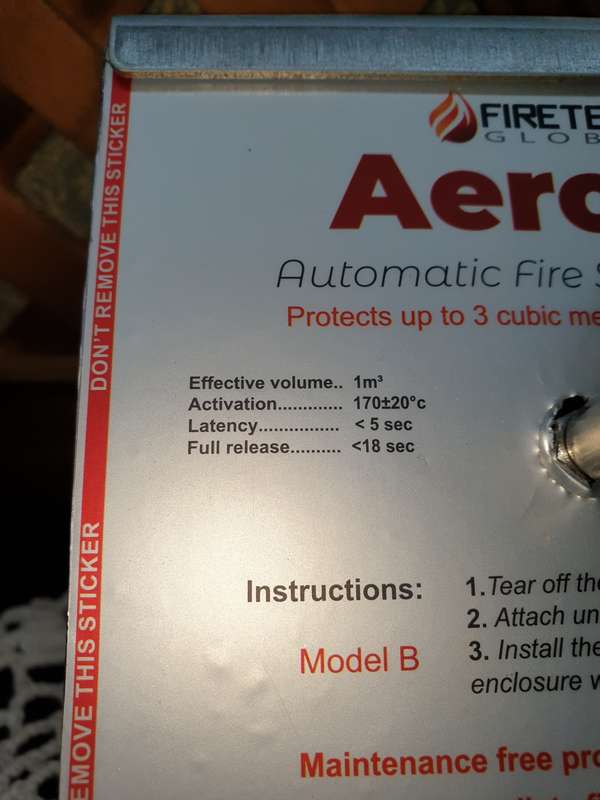 FIRETE
GLOB
Aero
Automatic Fire
Protects up to 3 cubic me
DON'T REMOVE THIS STICKER
Effective volume.. 1m³
Activation............. 170±20°c
Latency................. < 5 sec
Full release.......... <18 sec
EMOVE THIS STICKER
Instructions:
1.Tear off the
2. Attach un
Model B
3. Install the
enclosure w
Maintenance free pro